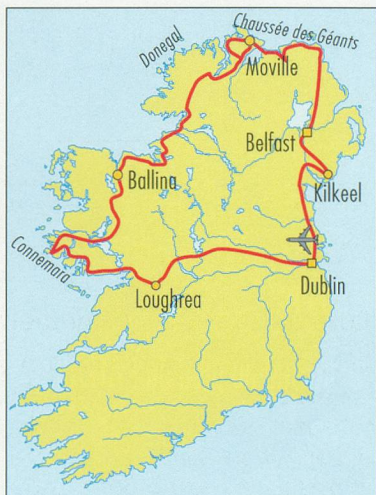 Chaussée des Géants
Donegal
Moville
Belfast
Ballina
Kilkeel
Connemara
Dublin
Loughrea